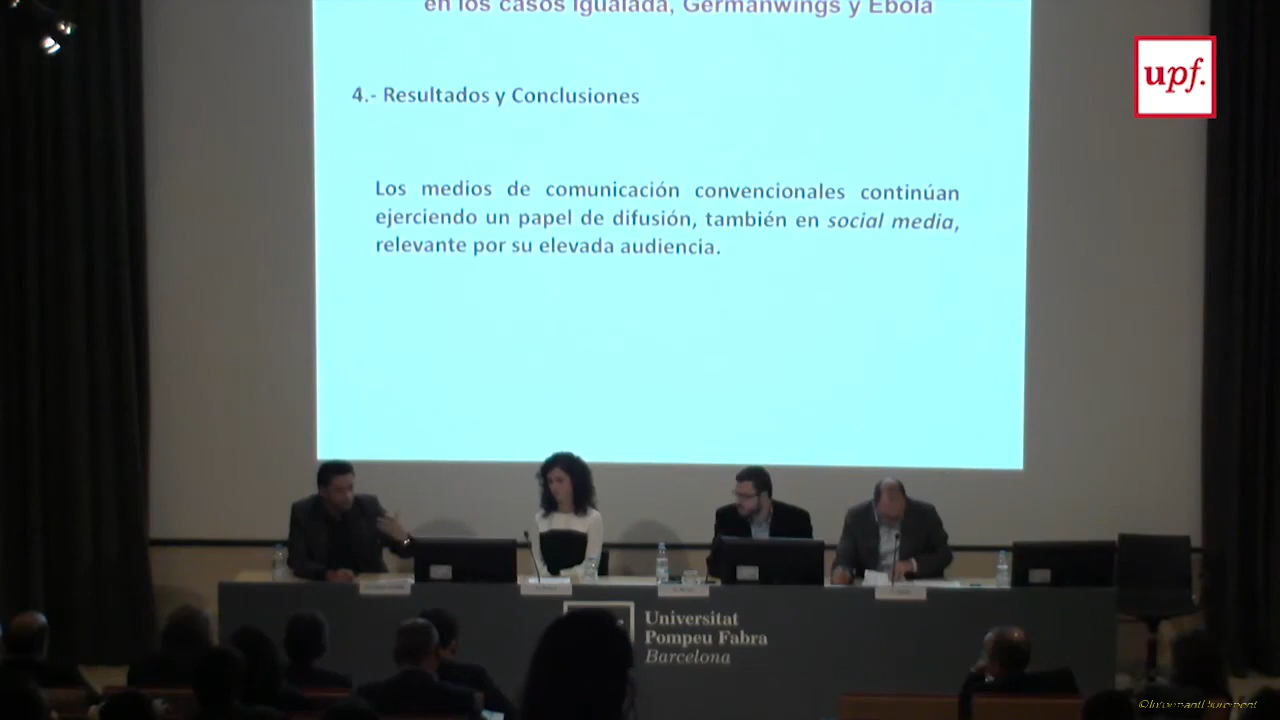 en los casos Igualada, Germanwings y Ébola
upf.
4.- Resultados y Conclusiones
Los medios de comunicación convencionales continúan
ejerciendo un papel de difusión, también en social media,
relevante por su elevada audiencia.
Universitat
Pompeu Fabra
Barcelona